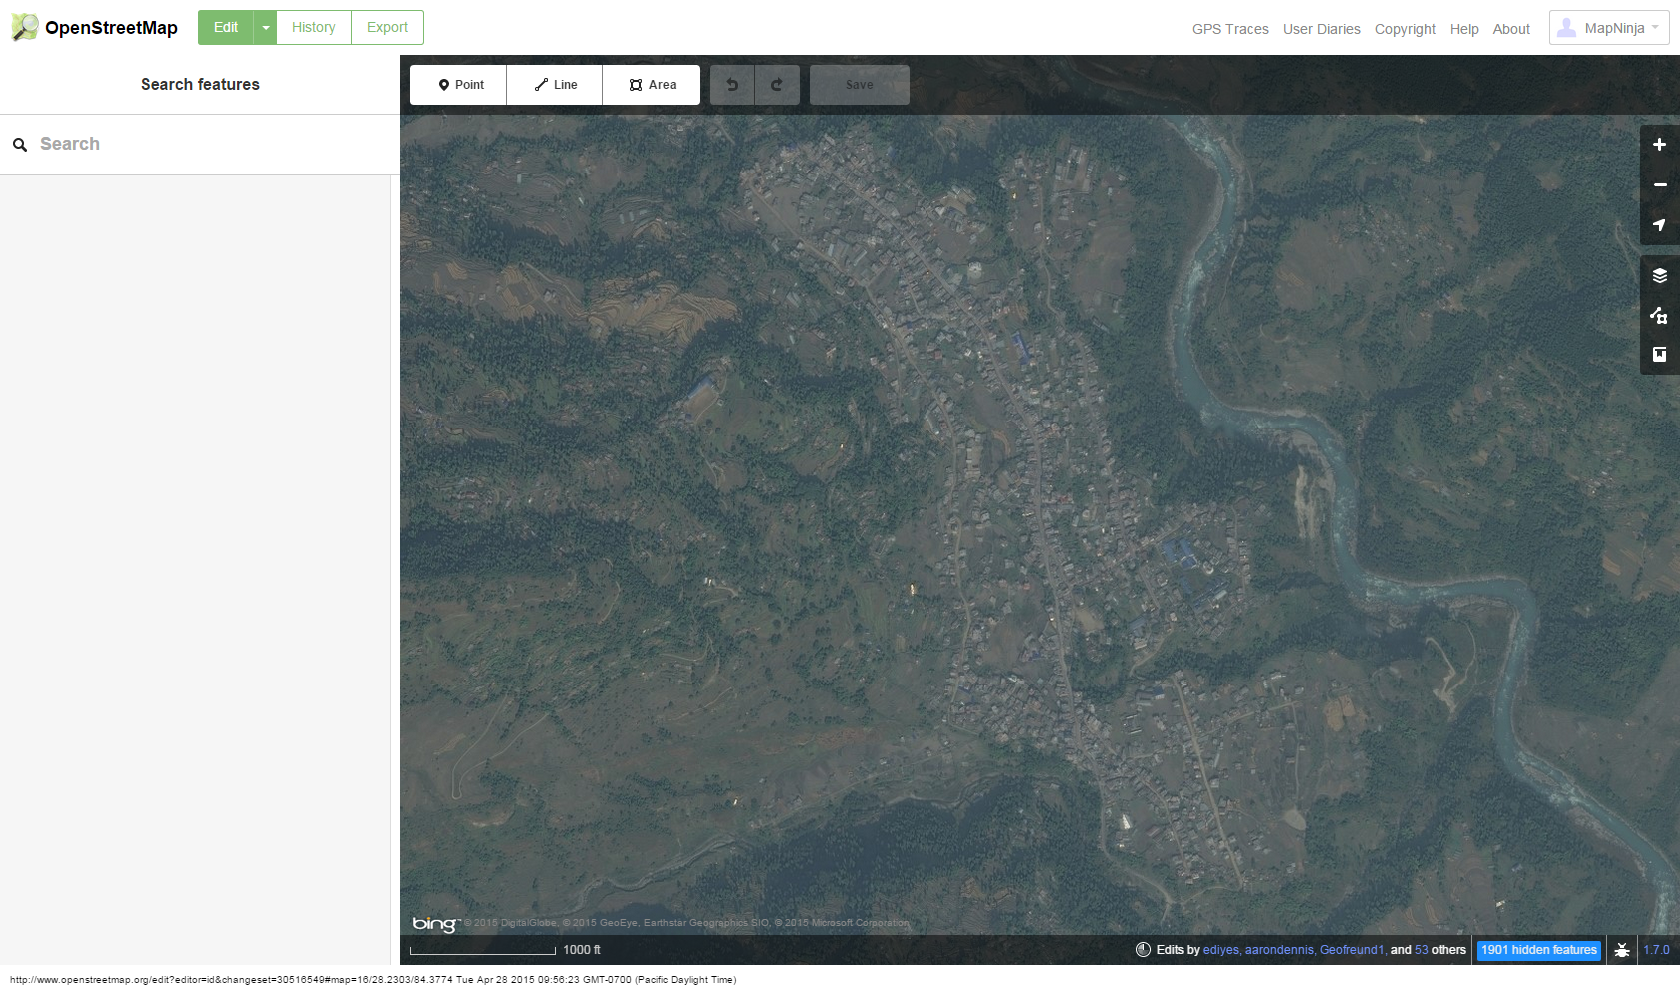 OpenStreetMap Edit History Export GPS Traces User Diaries Copyright Help About MapNinja
Search features
Point Line Area Save
Search
bing © 2015 DigitalGlobe, © 2015 GeoEye, Earthstar Geographics SIO, © 2015 Microsoft Corporation
1000 ft Edits by ediyes, aarondennis, Geofreund1, and 53 others 1901 hidden features 1.7.0
http://www.openstreetmap.org/edit?editor=id&changeset=30516549#map=16/28.2303/84.3774 Tue Apr 28 2015 09:56:23 GMT-0700 (Pacific Daylight Time)